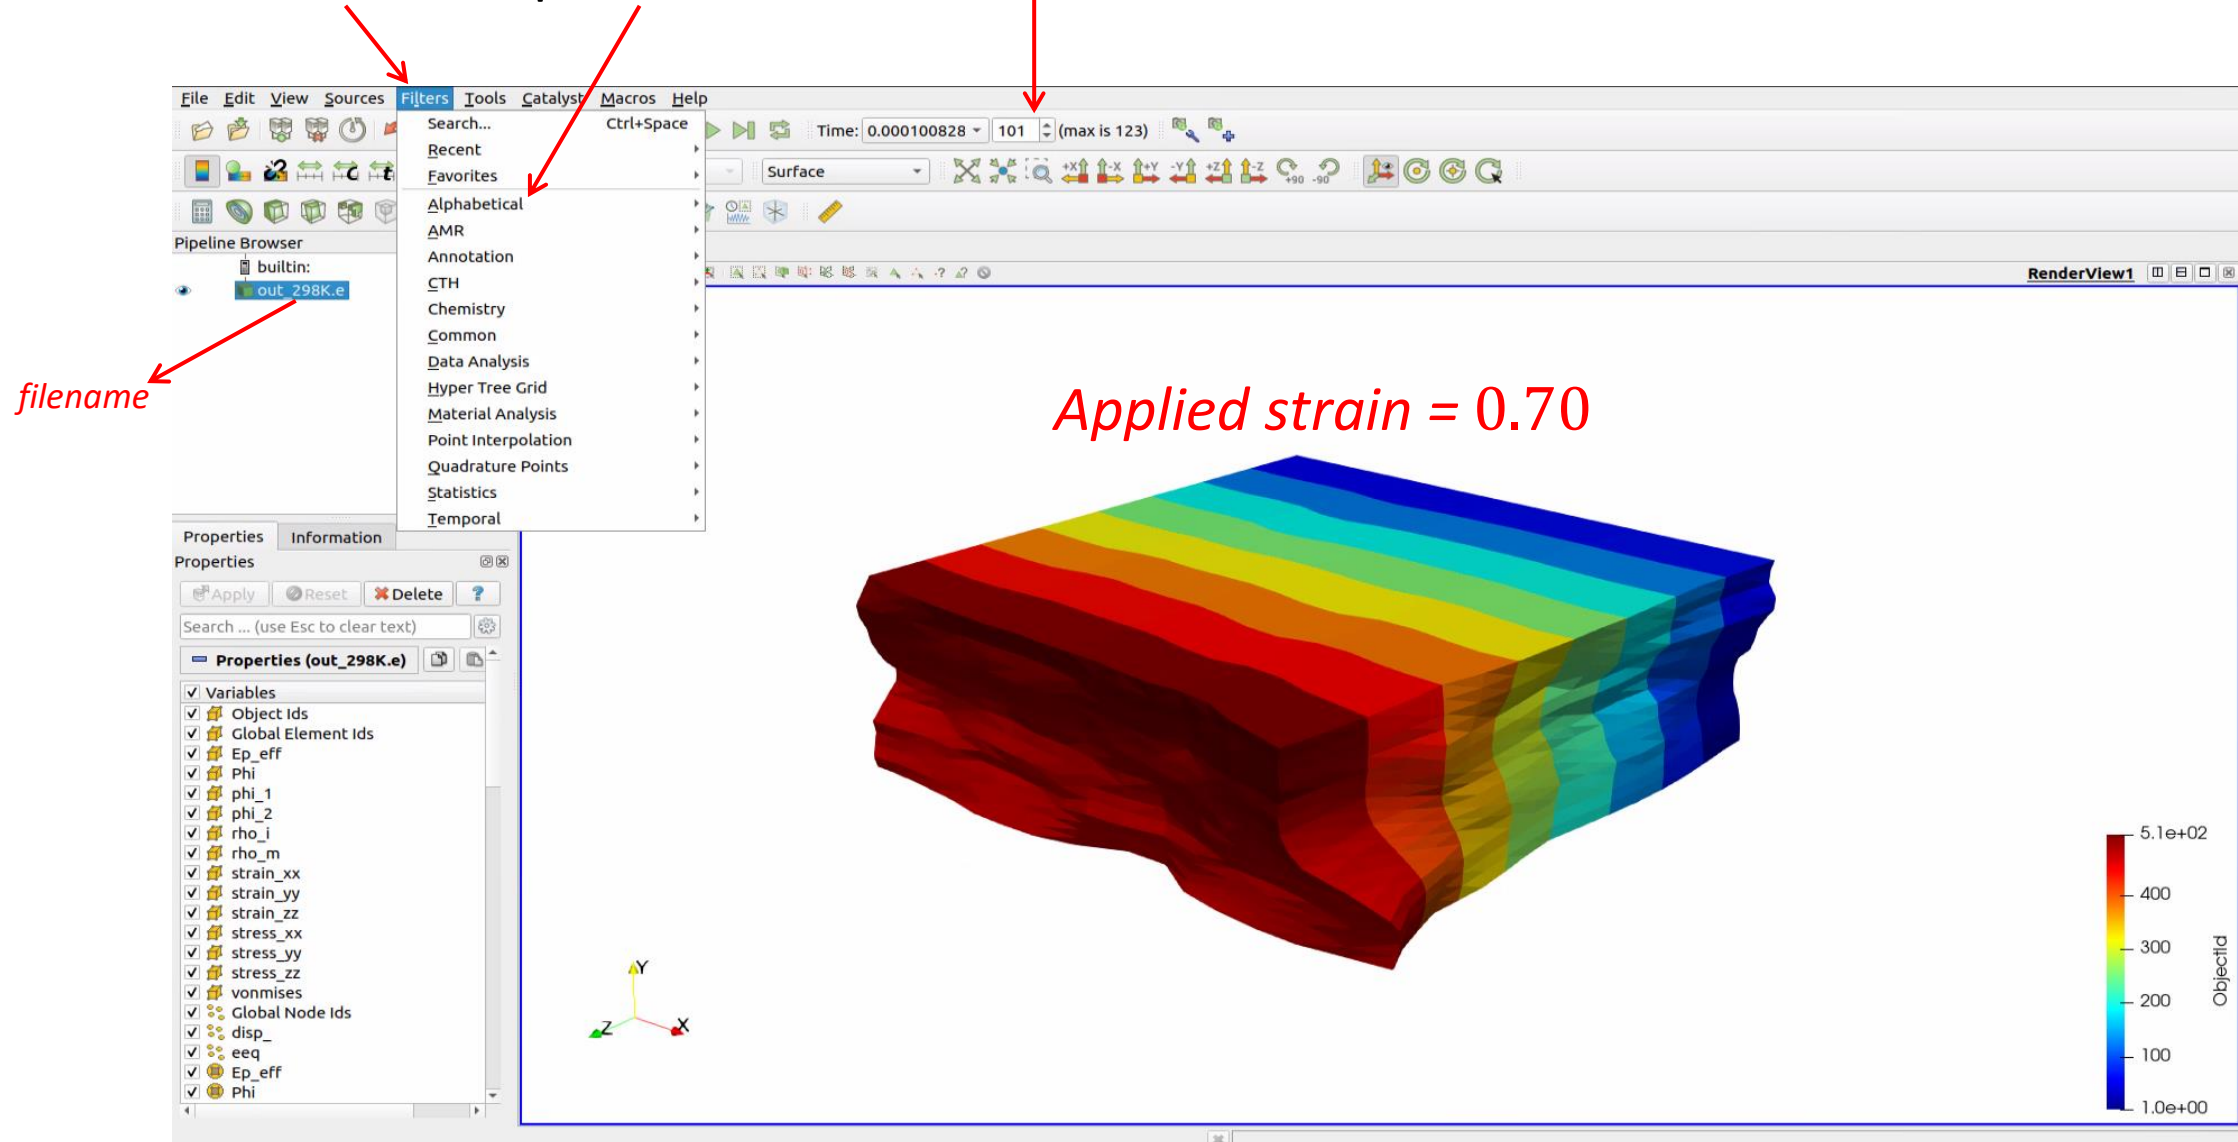 File Edit View Sources Filters Tools Catalyst Macros Help
Search... Ctrl+Space
Recent
Favorites
Alphabetical
AMR
Annotation
CTH
Chemistry
Common
Data Analysis
Hyper Tree Grid
Material Analysis
Point Interpolation
Quadrature Points
Statistics
Temporal
Time: 0.000100828 101 (max is 123)
Surface
+X -X +Y -Y +Z -Z +90 -90
Pipeline Browser
builtin:
out_298K.e
RenderView1
filename
Applied strain = 0.70
Properties Information
Properties
Apply Reset Delete ?
Search ... (use Esc to clear text)
Properties (out_298K.e)
Variables
Object Ids
Global Element Ids
Ep_eff
Phi
phi_1
phi_2
rho_i
rho_m
strain_xx
strain_yy
strain_zz
stress_xx
stress_yy
stress_zz
vonmises
Global Node Ids
disp_
eeq
Ep_eff
Phi
Y
Z X
5.1e+02
400
300
200
100
1.0e+00
ObjectId